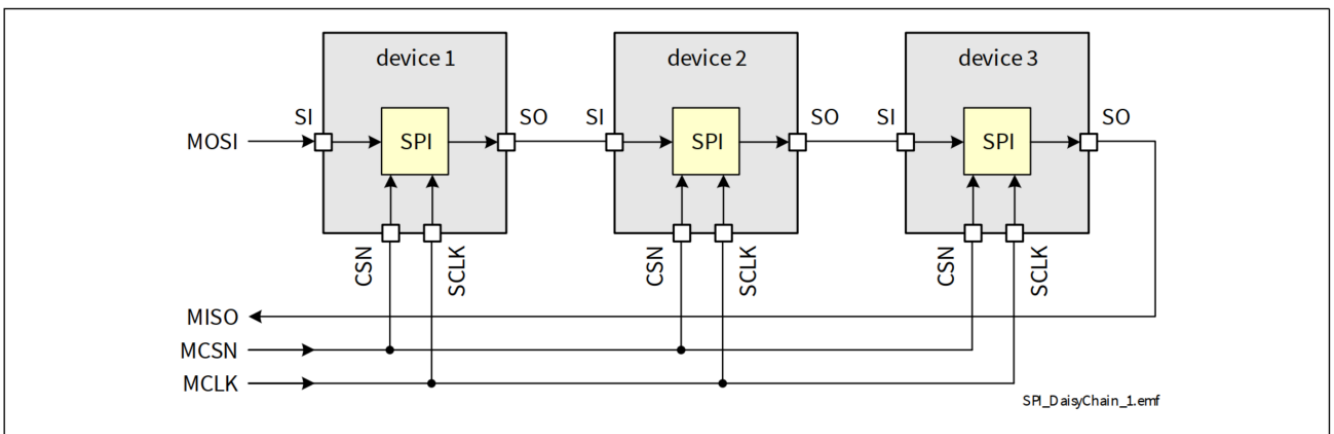 device 1 device 2 device 3
SI SO SI SO SI SO
MOSI SPI SPI SPI
CSN SCLK CSN SCLK CSN SCLK
MISO
MCSN
MCLK
SPI_DaisyChain_1.emf